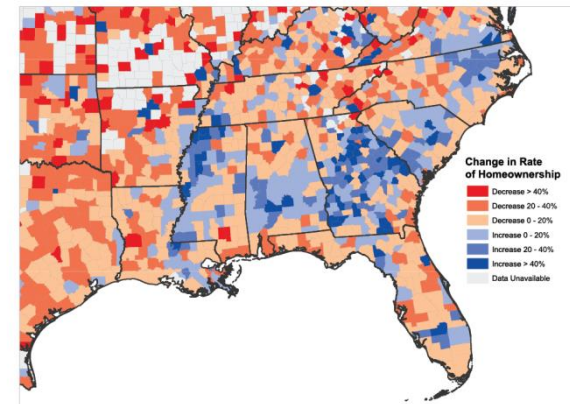 Change in Rate
of Homeownership
Decrease > 40%
Decrease 20 - 40%
Decrease 0 - 20%
Increase 0 - 20%
Increase 20 - 40%
Increase > 40%
Data Unavailable